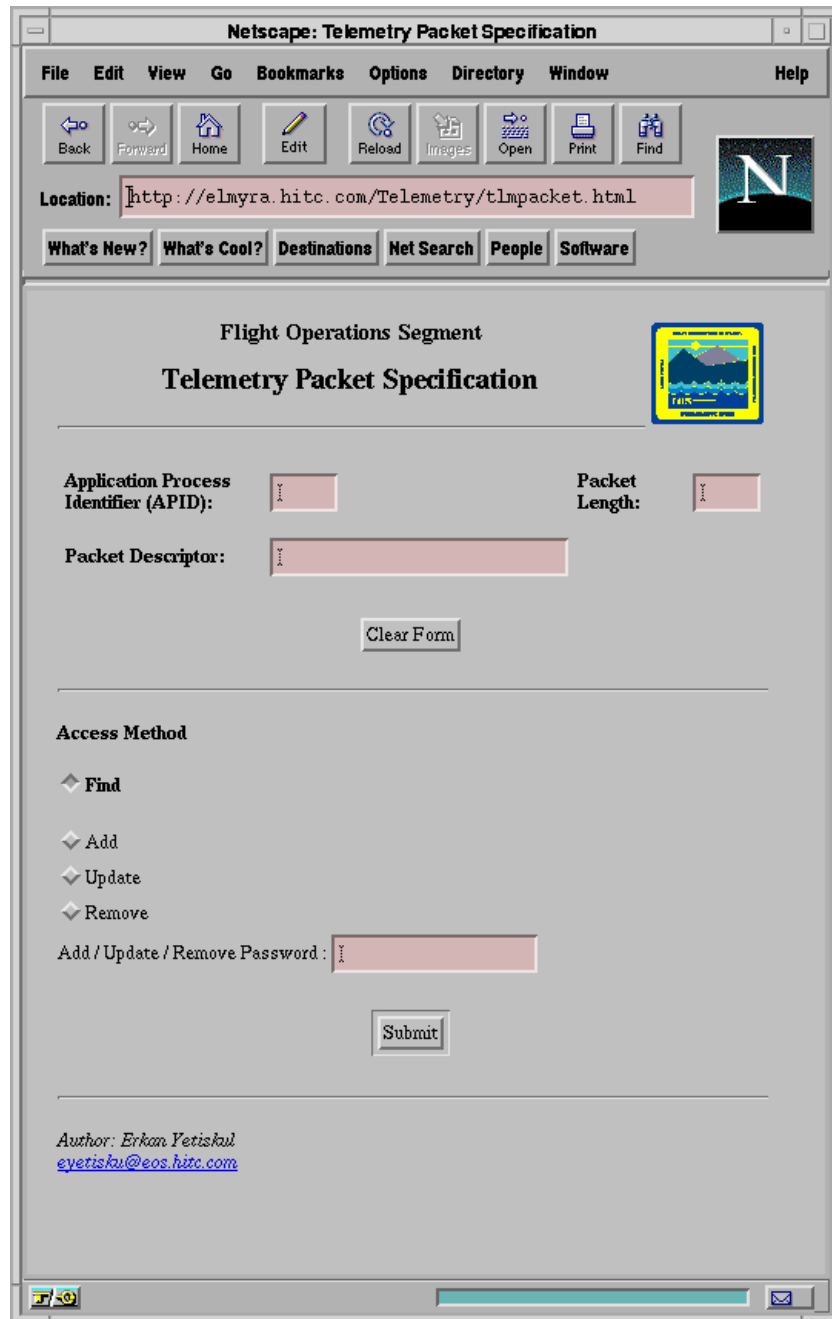 Netscape: Telemetry Packet Specification
File Edit View Go Bookmarks Options Directory Window Help
Back Forward Home Edit Reload Images Open Print Find
Location: http://elmyra.hitc.com/Telemetry/tlmpacket.html
N
What's New? What's Cool? Destinations Net Search People Software
Flight Operations Segment
Telemetry Packet Specification
Application Process
Identifier (APID):
Packet
Length:
Packet Descriptor:
Clear Form
Access Method
Find
Add
Update
Remove
Add / Update / Remove Password :
Submit
Author: Erkan Yetiskul
eyetisku@eos.hitc.com